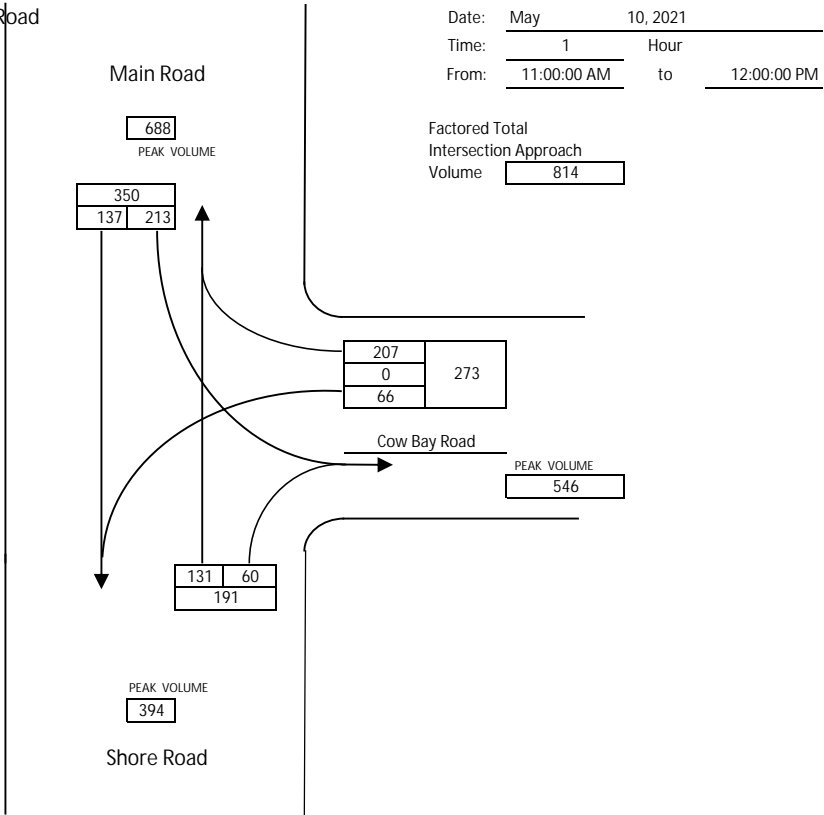 Road
Date: May 10, 2021
Time: 1 Hour
Main Road
From: 11:00:00 AM to 12:00:00 PM
688
PEAK VOLUME
Factored Total
Intersection Approach
Volume 814
350
137 213
207
0 273
66
Cow Bay Road
PEAK VOLUME
546
131 60
191
PEAK VOLUME
394
Shore Road